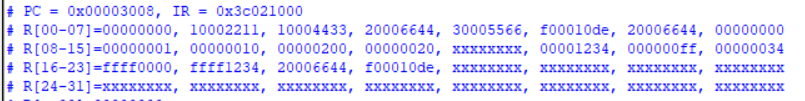 # PC = 0x00003008, IR = 0x3c021000
# R[00-07]=00000000, 10002211, 10004433, 20006644, 30005566, f00010de, 20006644, 00000000
# R[08-15]=00000001, 00000010, 00000200, 00000020, xxxxxxxx, 00001234, 000000ff, 00000034
# R[16-23]=ffff0000, ffff1234, 20006644, f00010de, xxxxxxxx, xxxxxxxx, xxxxxxxx, xxxxxxxx
# R[24-31]=xxxxxxxx, xxxxxxxx, xxxxxxxx, xxxxxxxx, xxxxxxxx, xxxxxxxx, xxxxxxxx, xxxxxxxx